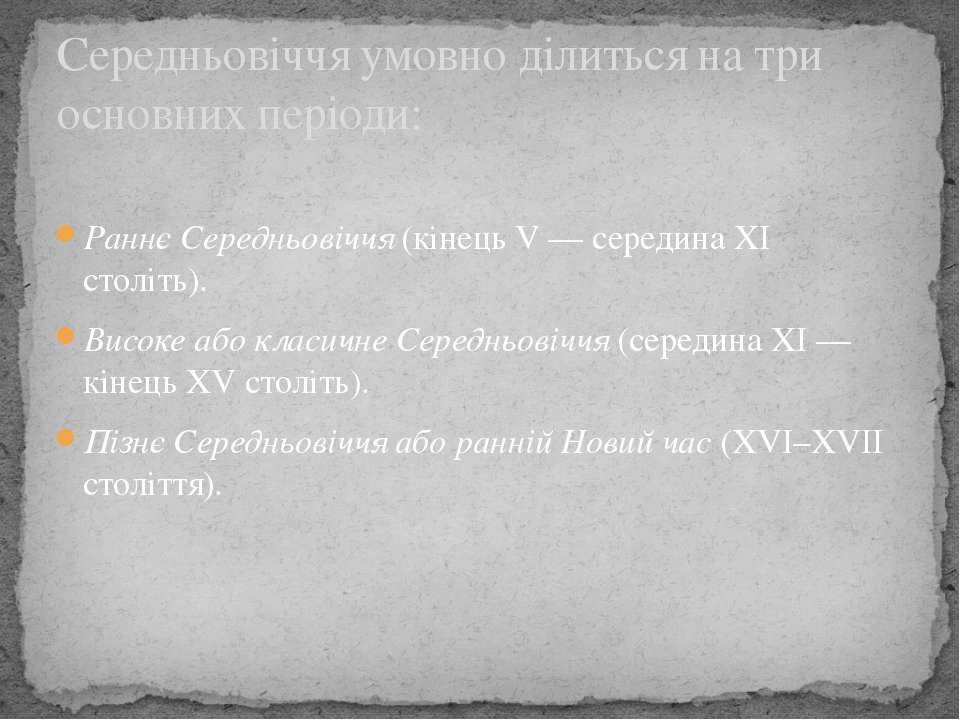 Середньовіччя умовно ділиться на три
основних періоди:
Раннє Середньовіччя (кінець V — середина XI
століть).
Високе або класичне Середньовіччя (середина XI —
кінець XV століть).
Пізнє Середньовіччя або ранній Новий час (XVI–XVII
століття).